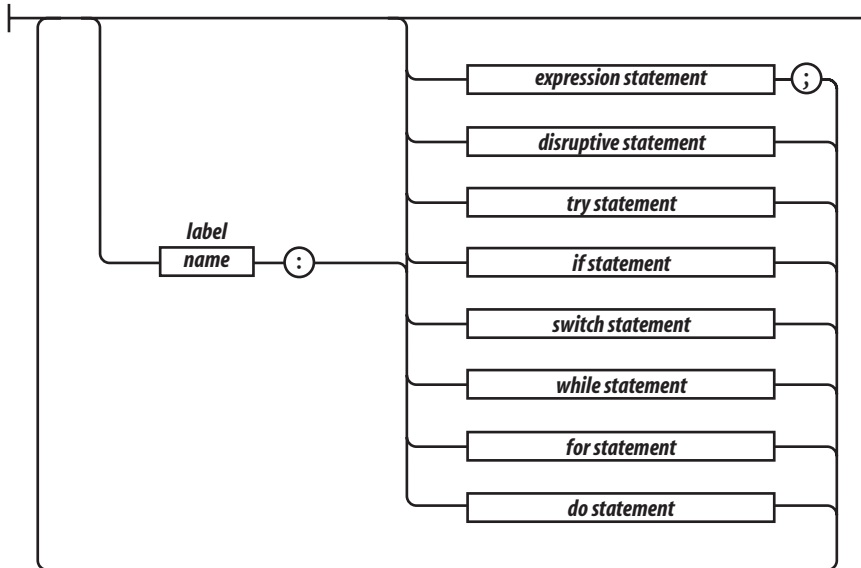 expression statement ;
disruptive statement
try statement
label
name :
if statement
switch statement
while statement
for statement
do statement